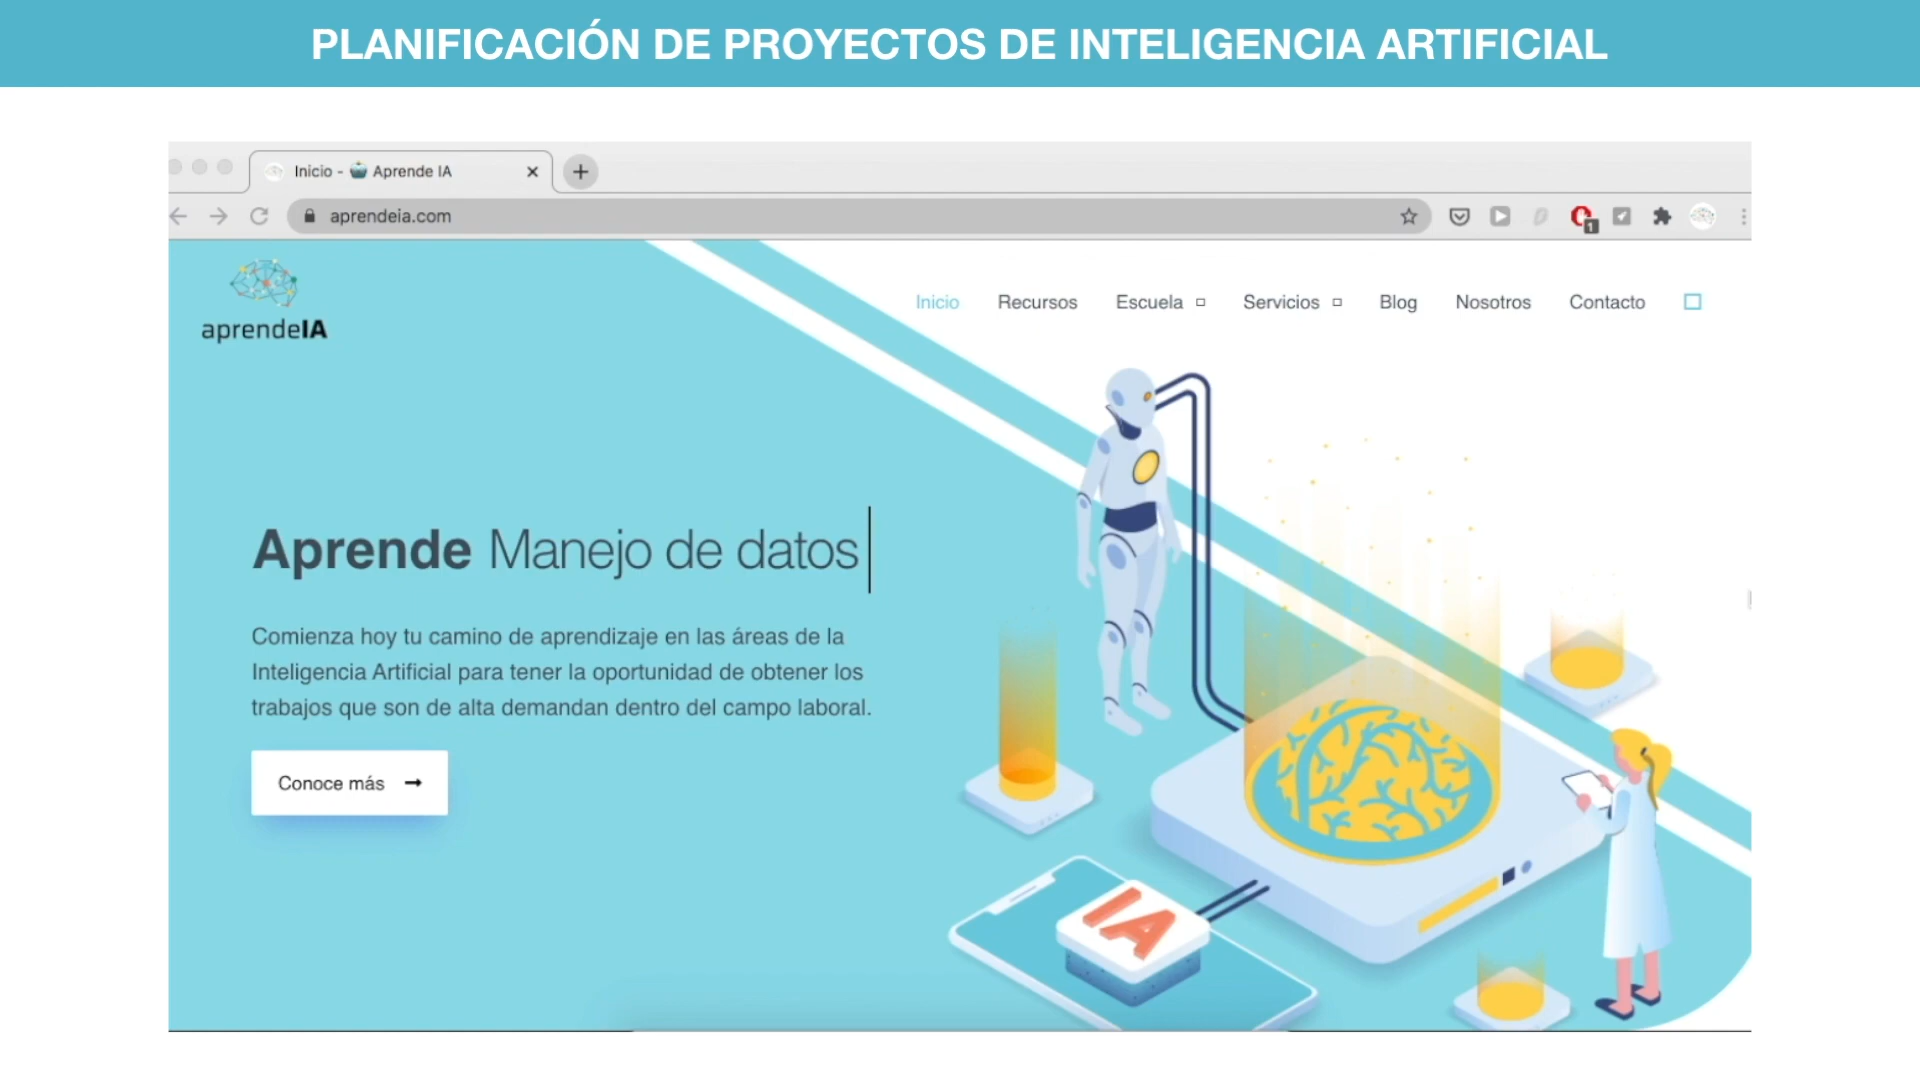 PLANIFICACIÓN DE PROYECTOS DE INTELIGENCIA ARTIFICIAL
Inicio - Aprende IA
aprendeia.com
1
aprendeIA
Inicio Recursos Escuela Servicios Blog Nosotros Contacto
Aprende Manejo de datos
Comienza hoy tu camino de aprendizaje en las áreas de la
Inteligencia Artificial para tener la oportunidad de obtener los
trabajos que son de alta demandan dentro del campo laboral.
Conoce más
IA